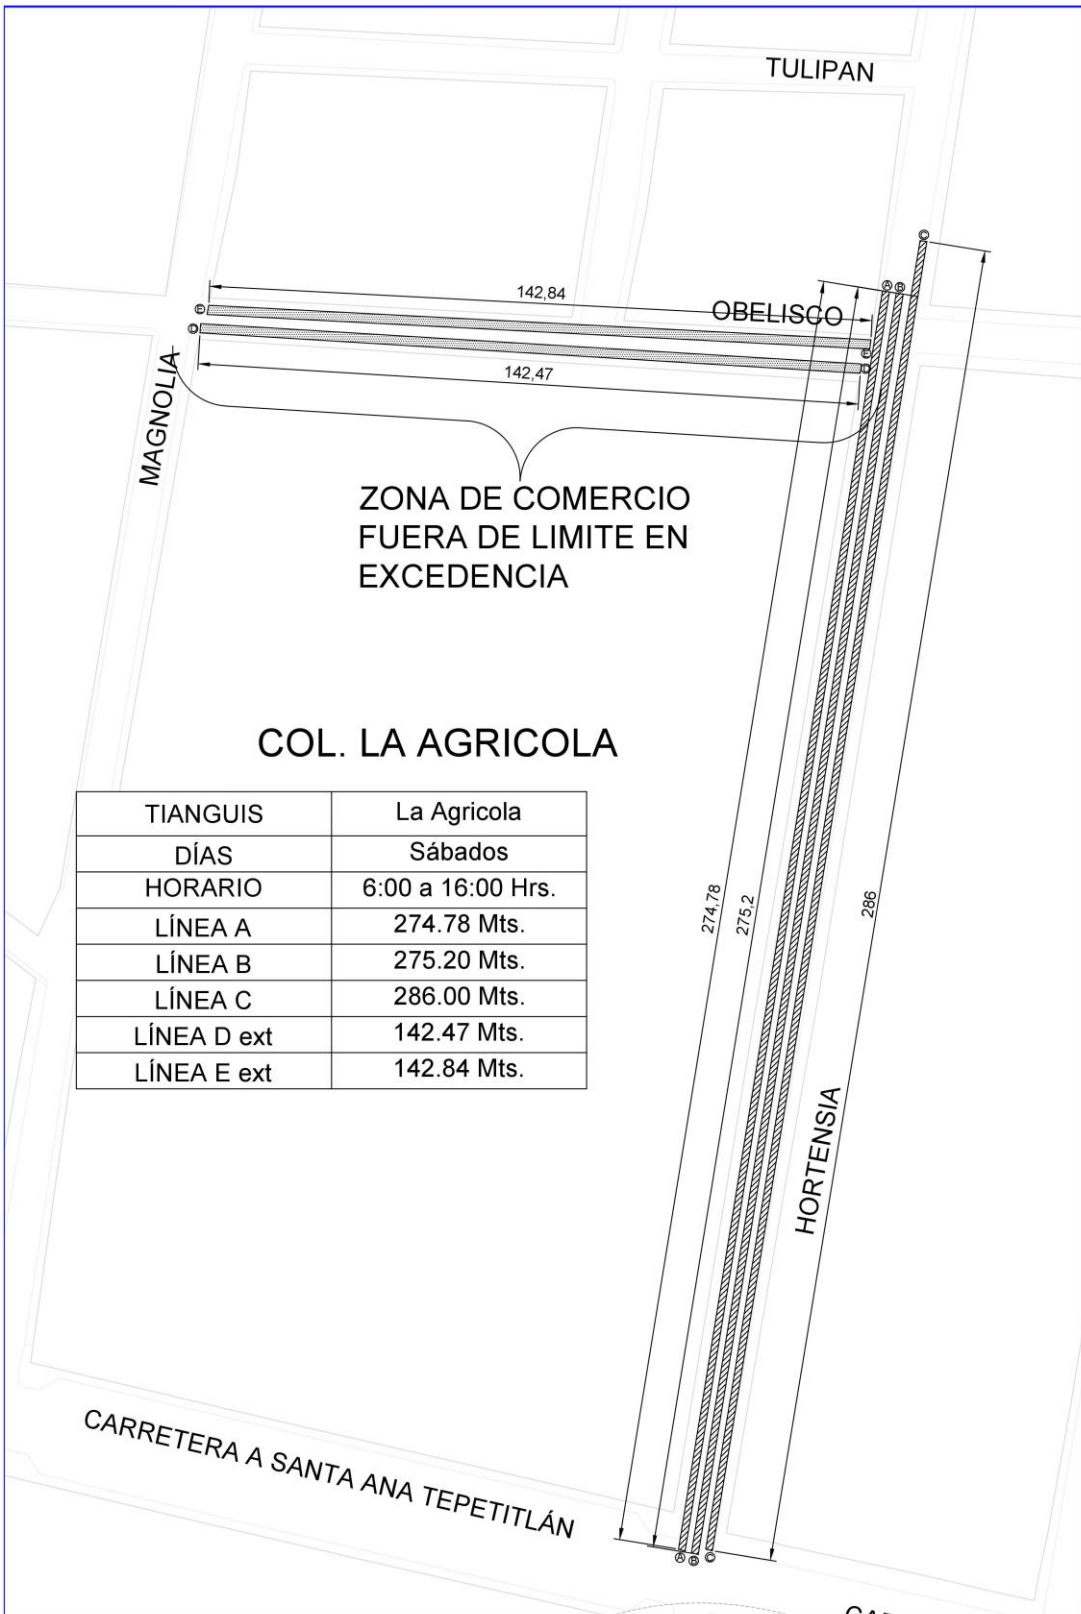 TULIPAN
C
A B
142,84
OBELISCO
E
D
E
D
142,47
MAGNOLIA
ZONA DE COMERCIO
FUERA DE LIMITE EN
EXCEDENCIA
COL. LA AGRICOLA
TIANGUIS La Agricola
DÍAS Sábados
HORARIO 6:00 a 16:00 Hrs.
LÍNEA A 274.78 Mts.
LÍNEA B 275.20 Mts.
LÍNEA C 286.00 Mts.
LÍNEA D ext 142.47 Mts.
LÍNEA E ext 142.84 Mts.
274,78
275,2
286
HORTENSIA
CARRETERA A SANTA ANA TEPETITLÁN
A B C